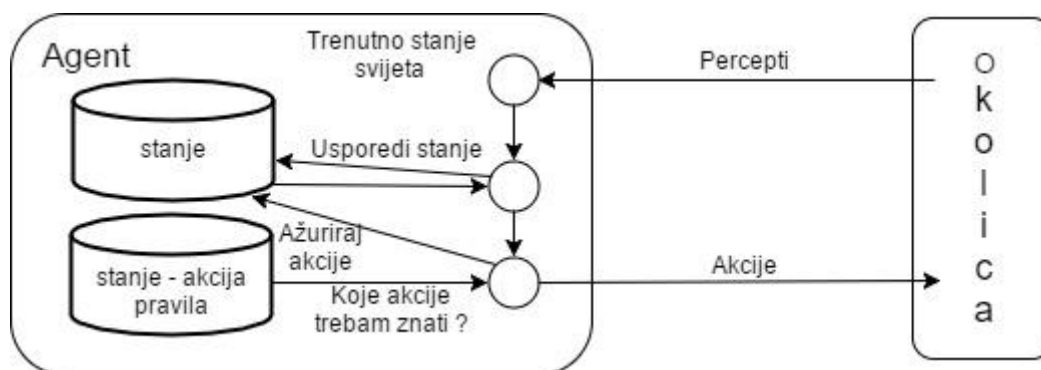 Agent
Trenutno stanje
svijeta
Percepti
stanje
Usporedi stanje
Ažuriraj
akcije
stanje - akcija
pravila
Koje akcije
trebam znati ?
Akcije
o
k
o
l
i
c
a